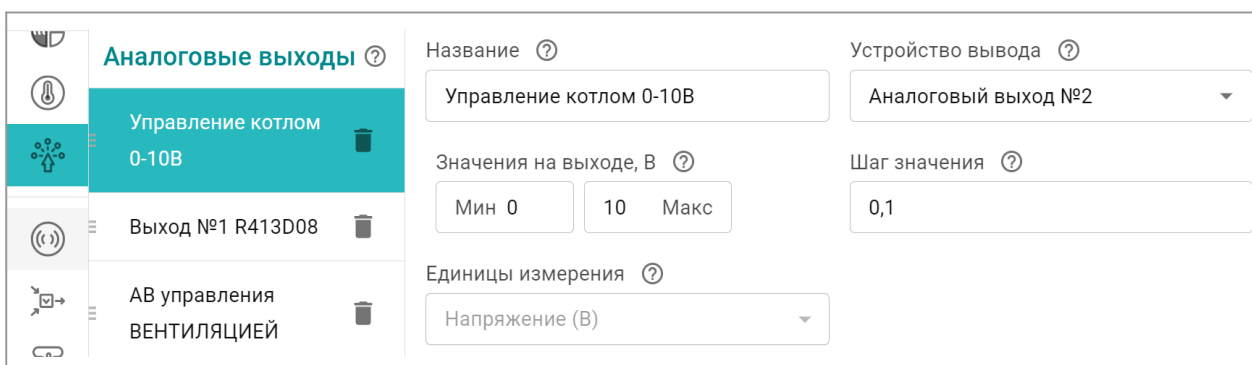 Аналоговые выходы
Управление котлом
0-10В
Выход №1 R413D08
АВ управления
ВЕНТИЛЯЦИЕЙ
Название
Управление котлом 0-10В
Устройство вывода
Аналоговый выход №2
Значения на выходе, В
Мин 0
10 Макс
Шаг значения
0,1
Единицы измерения
Напряжение (В)